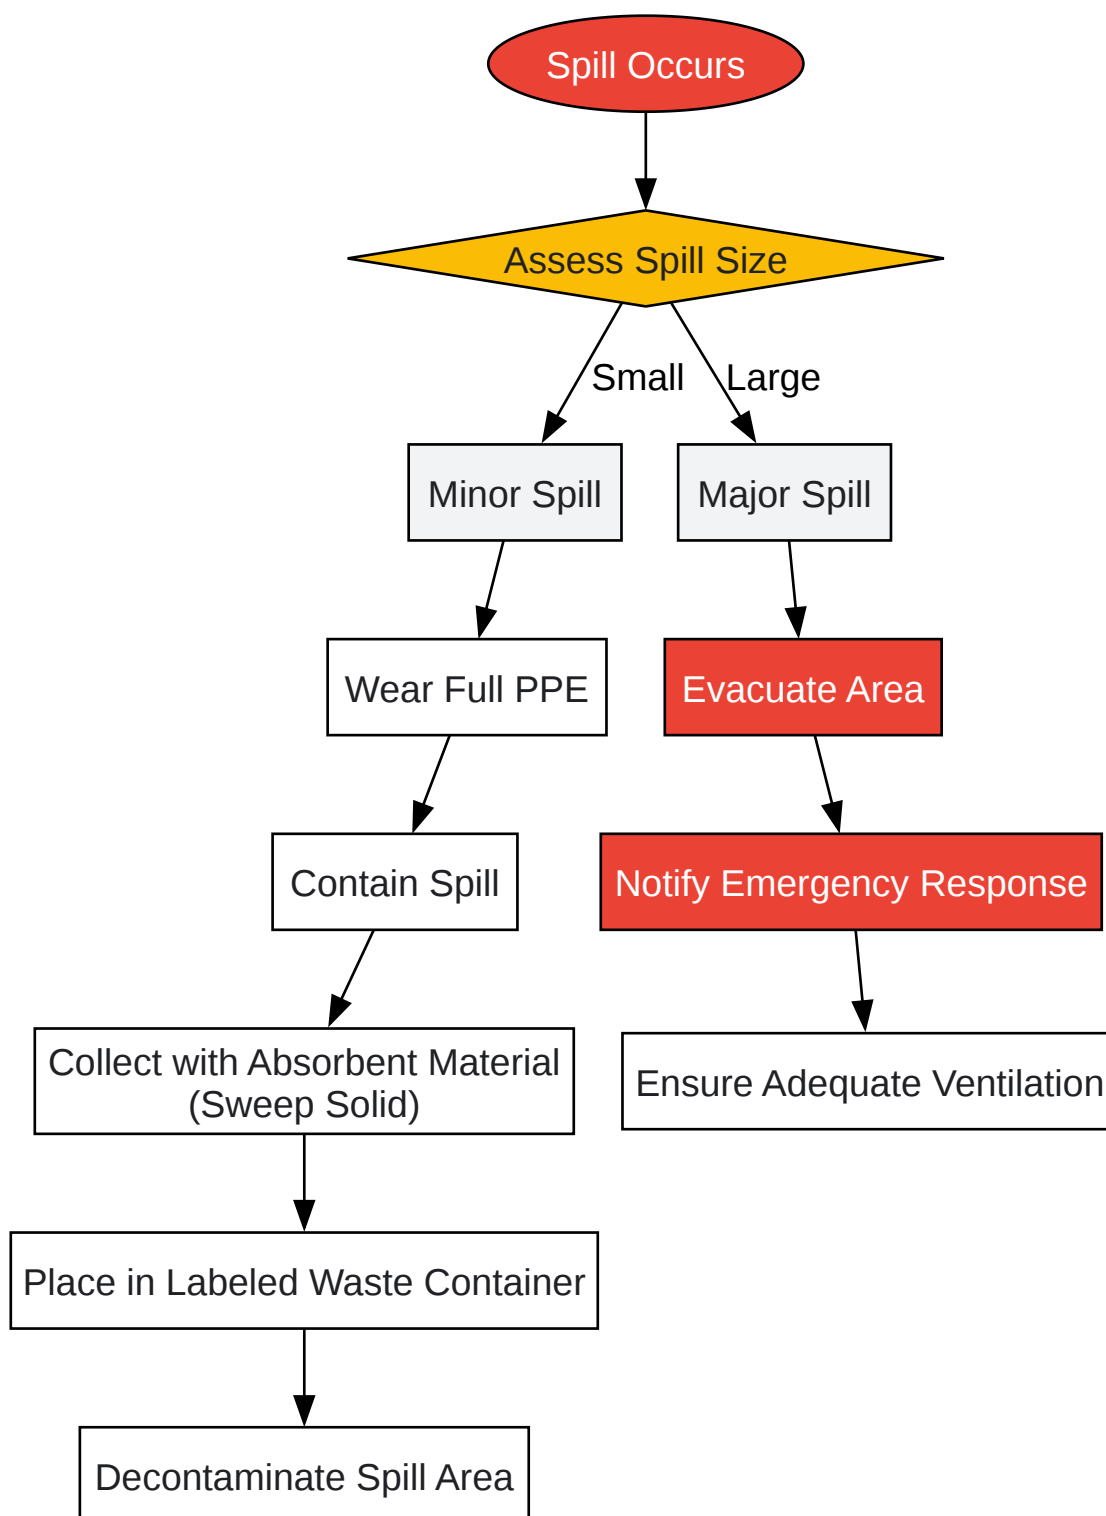 Spill Occurs
Assess Spill Size
Small
Large
Minor Spill
Major Spill
Wear Full PPE
Evacuate Area
Contain Spill
Notify Emergency Response
Collect with Absorbent Material
(Sweep Solid)
Ensure Adequate Ventilation
Place in Labeled Waste Container
Decontaminate Spill Area